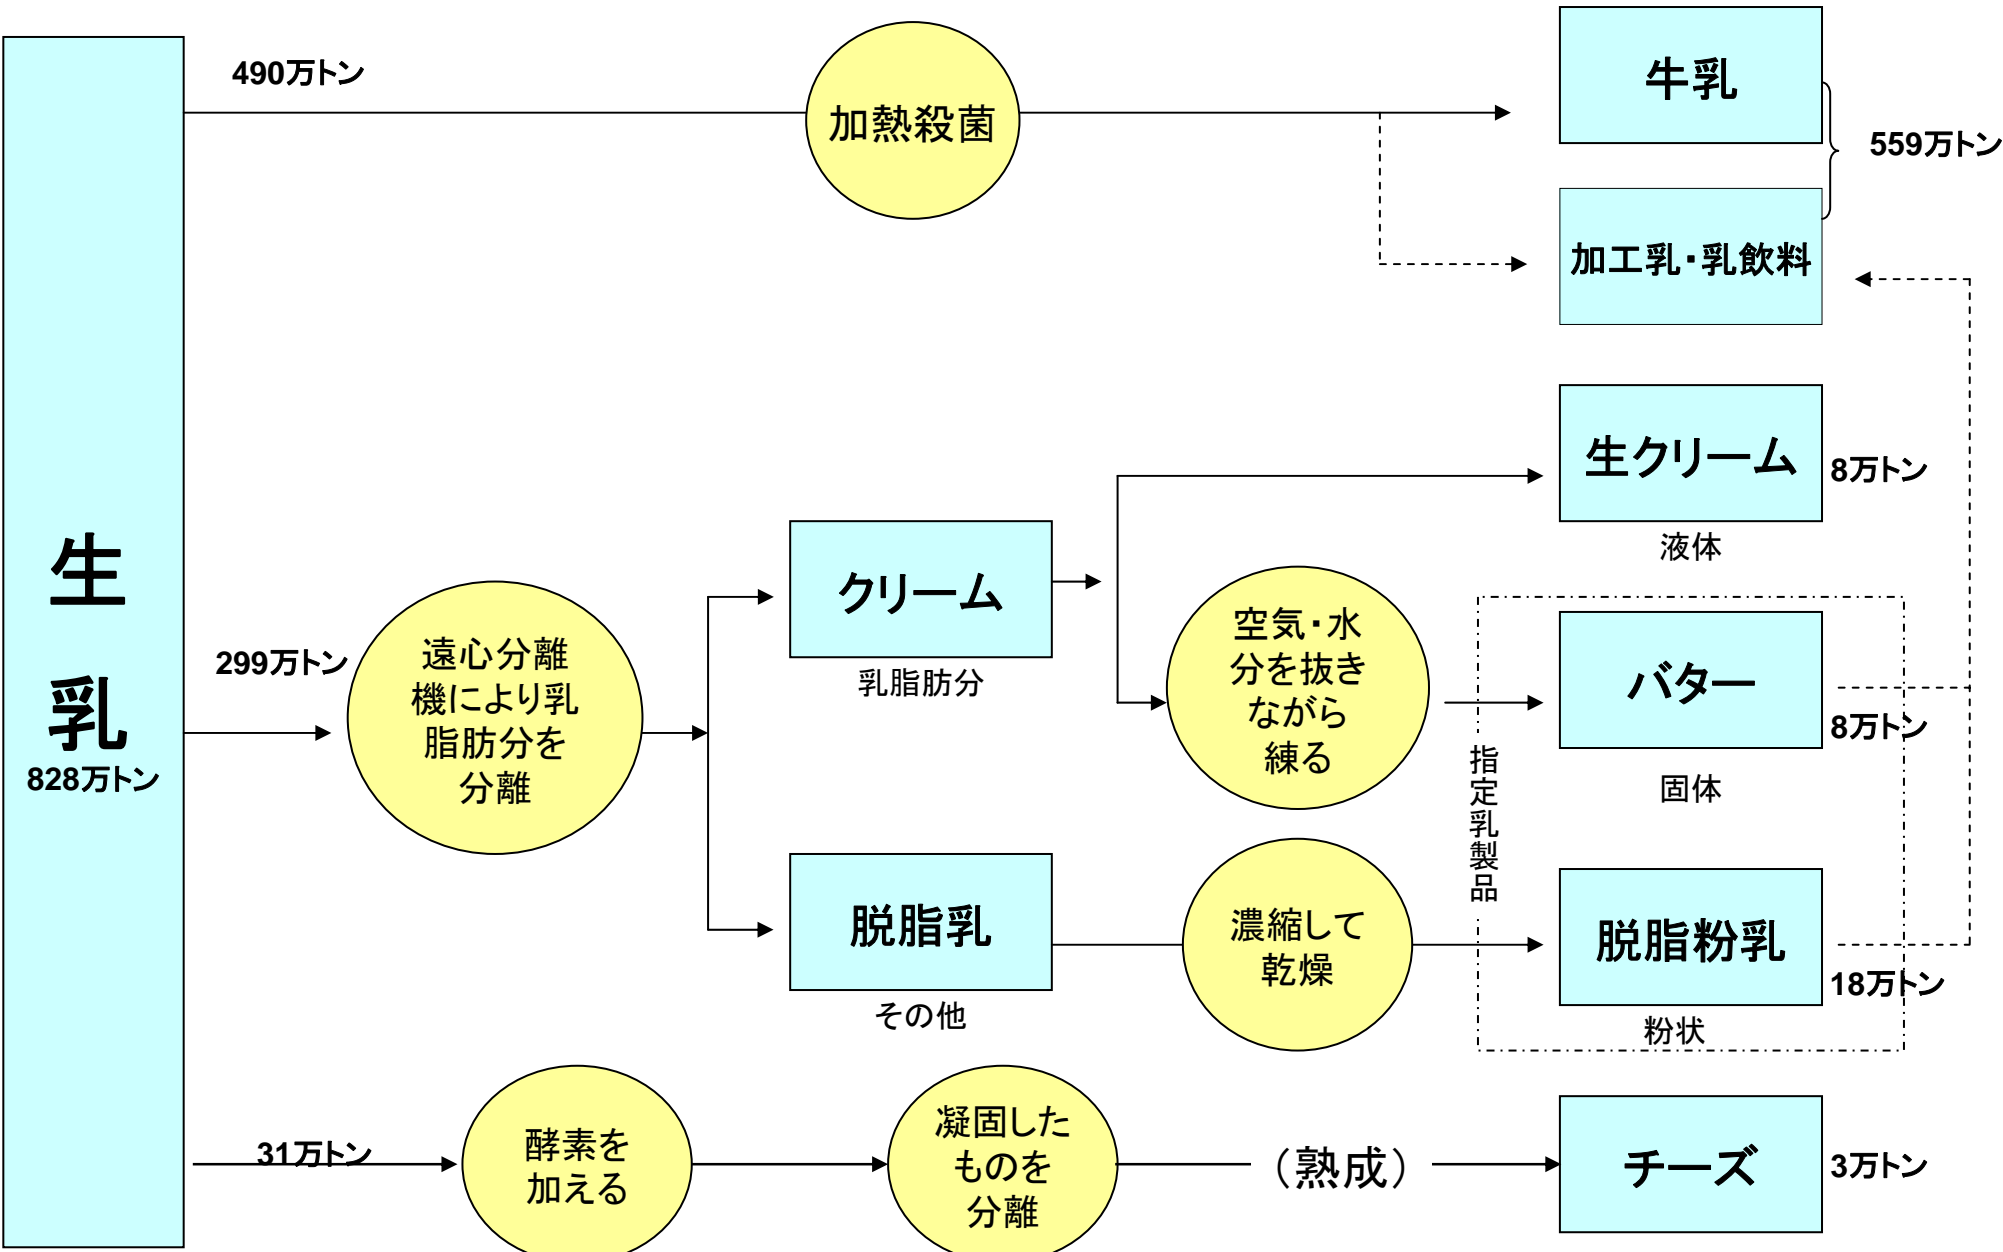 生
乳
828万トン
490万トン
加熱殺菌
牛乳
559万トン
加工乳・乳飲料
299万トン
遠心分離
機により乳
脂肪分を
分離
クリーム
乳脂肪分
生クリーム
8万トン
液体
空気・水
分を抜き
ながら
練る
バター
8万トン
固体
指定乳製品
脱脂乳
その他
濃縮して
乾燥
脱脂粉乳
18万トン
粉状
31万トン
酵素を
加える
凝固した
ものを
分離
（熟成）
チーズ
3万トン